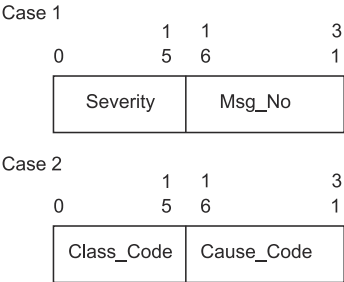 Case 1
1 1 3
0 5 6 1
Severity Msg_No
Case 2
1 1 3
0 5 6 1
Class_Code Cause_Code